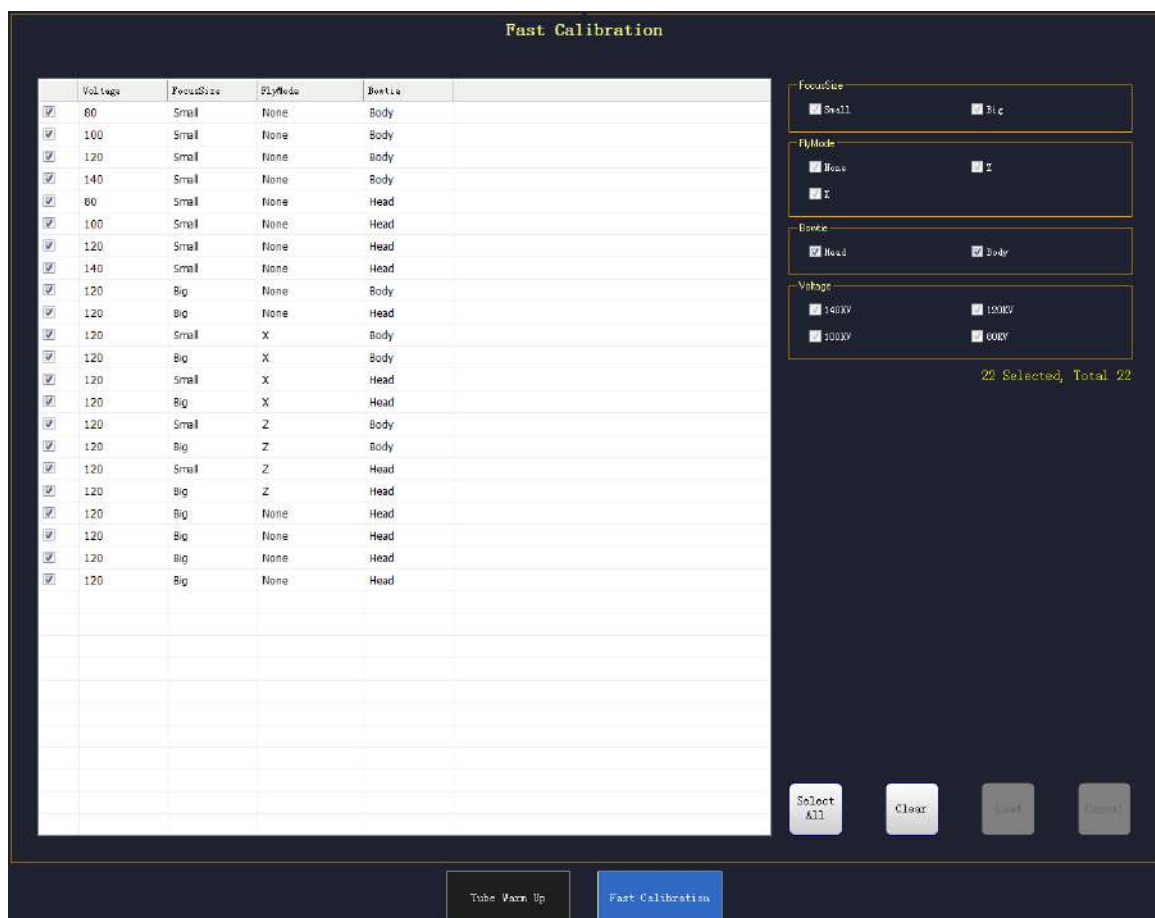 Fast Calibration
Voltage FocusSize FlyMode Bowtie
80 Small None Body
100 Small None Body
120 Small None Body
140 Small None Body
80 Small None Head
100 Small None Head
120 Small None Head
140 Small None Head
120 Big None Body
120 Big None Head
120 Small X Body
120 Big X Body
120 Small X Head
120 Big X Head
120 Small Z Body
120 Big Z Body
120 Small Z Head
120 Big Z Head
120 Big None Head
120 Big None Head
120 Big None Head
120 Big None Head
FocusSize
Small Big
FlyMode
None Z
X
Bowtie
Head Body
Voltage
140KV 120KV
100KV 80KV
22 Selected, Total 22
Select All
Clear
Load
Cancel
Tube Warm Up
Fast Calibration